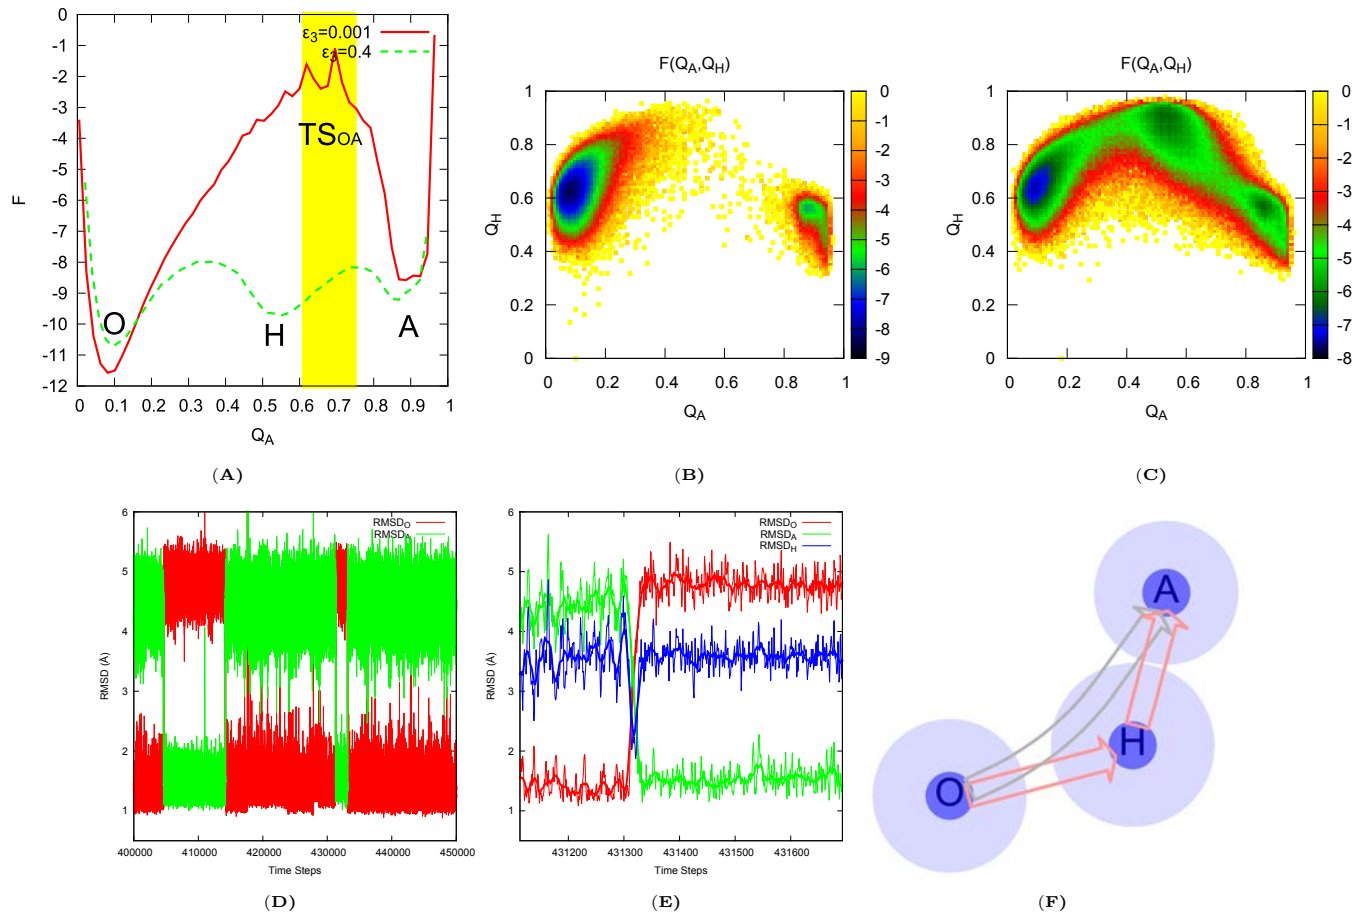 0
-1
-2
-3
-4
-5
-6
-7
-8
-9
-10
-11
-12
F
ε3=0.001
ε3=0.4
TSOA
O
H
A
0 0.1 0.2 0.3 0.4 0.5 0.6 0.7 0.8 0.9 1
QA
(A)
F(QA,QH)
1
0.8
0.6
0.4
0.2
0
QH
0 0.2 0.4 0.6 0.8 1
QA
0
-1
-2
-3
-4
-5
-6
-7
-8
-9
(B)
F(QA,QH)
1
0.8
0.6
0.4
0.2
0
QH
0 0.2 0.4 0.6 0.8 1
QA
0
-1
-2
-3
-4
-5
-6
-7
-8
(C)
RMSDO
RMSDA
6
5
4
3
2
1
RMSD (Å)
400000 410000 420000 430000 440000 450000
Time Steps
(D)
RMSDO
RMSDA
RMSDH
6
5
4
3
2
1
RMSD (Å)
431200 431300 431400 431500 431600
Time Steps
(E)
A
H
O
(F)